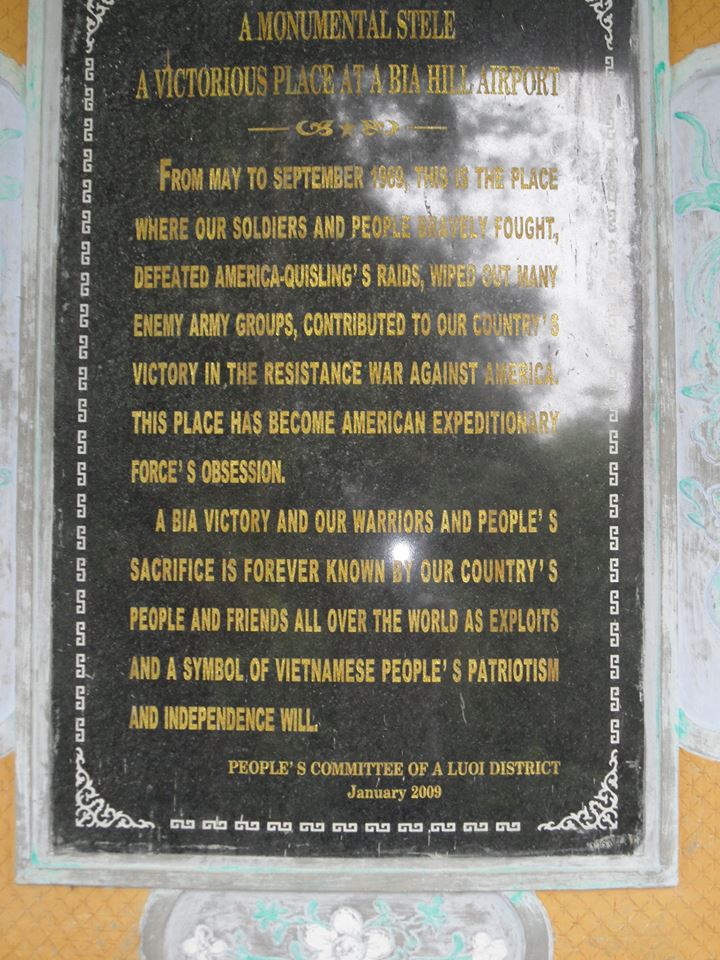 A MONUMENTAL STELE
A VICTORIOUS PLACE AT A BIA HILL AIRPORT
FROM MAY TO SEPTEMBER 1969, THIS IS THE PLACE
WHERE OUR SOLDIERS AND PEOPLE BRAVELY FOUGHT,
DEFEATED AMERICA-QUISLING' S RAIDS, WIPED OUT MANY
ENEMY ARMY GROUPS, CONTRIBUTED TO OUR COUNTRY' S
VICTORY IN THE RESISTANCE WAR AGAINST AMERICA.
THIS PLACE HAS BECOME AMERICAN EXPEDITIONARY
FORCE' S OBSESSION.
A BIA VICTORY AND OUR WARRIORS AND PEOPLE' S
SACRIFICE IS FOREVER KNOWN BY OUR COUNTRY' S
PEOPLE AND FRIENDS ALL OVER THE WORLD AS EXPLOITS
AND A SYMBOL OF VIETNAMESE PEOPLE' S PATRIOTISM
AND INDEPENDENCE WILL.
PEOPLE' S COMMITTEE OF A LUOI DISTRICT
January 2009